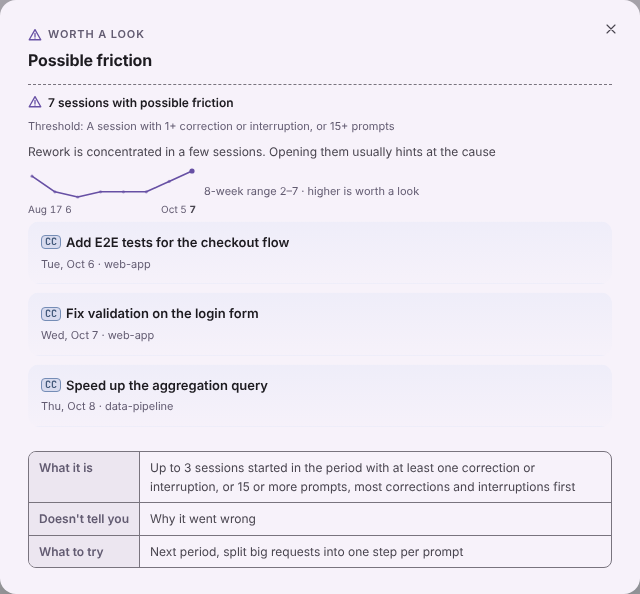 WORTH A LOOK
Possible friction
7 sessions with possible friction
Threshold: A session with 1+ correction or interruption, or 15+ prompts
Rework is concentrated in a few sessions. Opening them usually hints at the cause
8-week range 2–7 · higher is worth a look
Aug 17 6
Oct 5 7
CC Add E2E tests for the checkout flow
Tue, Oct 6 · web-app
CC Fix validation on the login form
Wed, Oct 7 · web-app
CC Speed up the aggregation query
Thu, Oct 8 · data-pipeline
What it is
Up to 3 sessions started in the period with at least one correction or
interruption, or 15 or more prompts, most corrections and interruptions first
Doesn't tell you
Why it went wrong
What to try
Next period, split big requests into one step per prompt